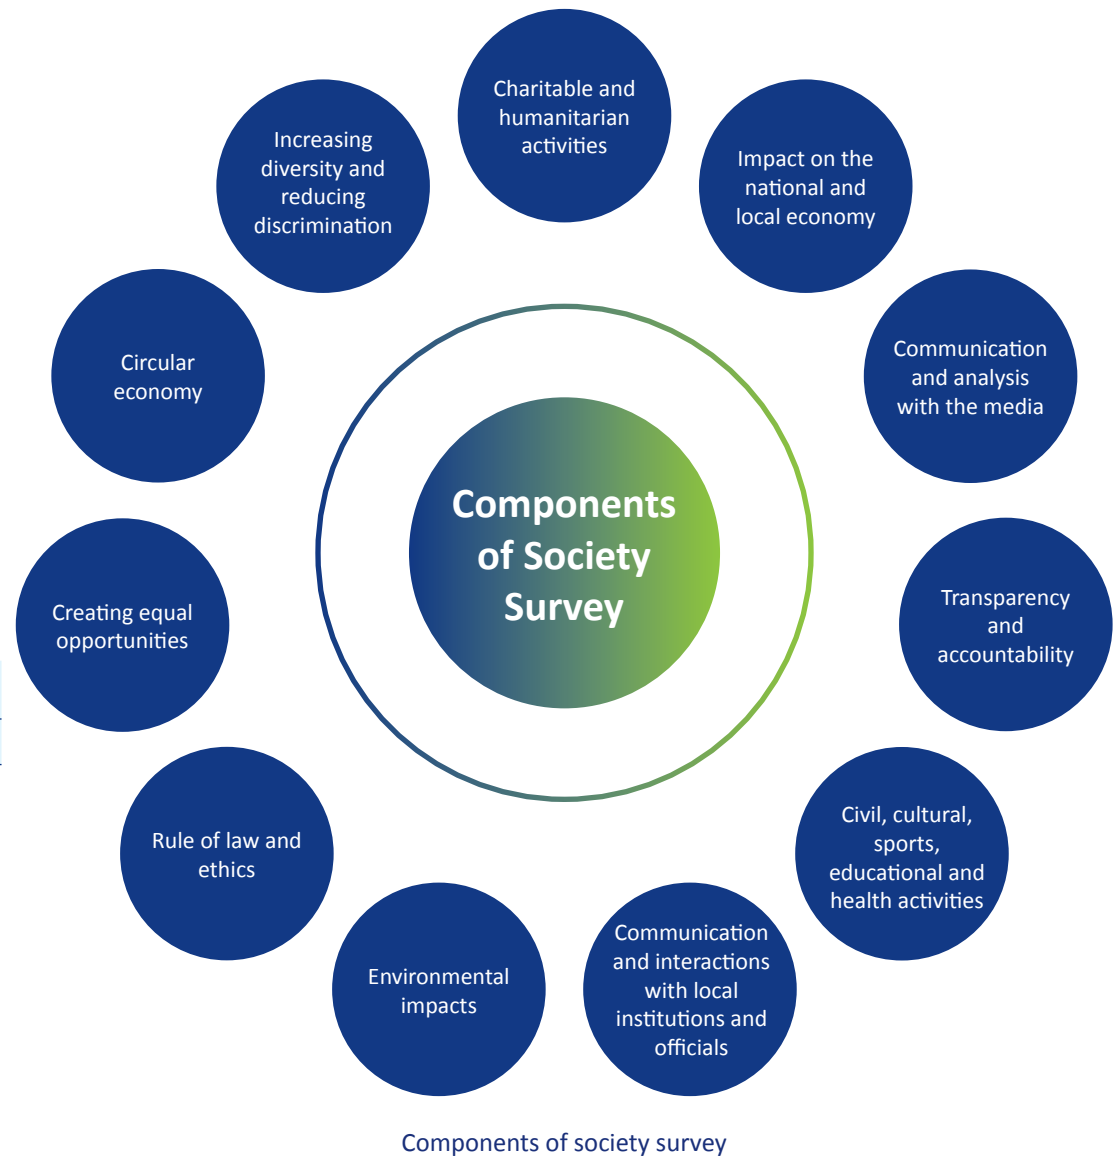 Charitable and
humanitarian
activities
Impact on the
national and
local economy
Communication
and analysis
with the media
Transparency
and
accountability
Civil, cultural,
sports,
educational and
health activities
Communication
and interactions
with local
institutions and
officials
Environmental
impacts
Rule of law and
ethics
Creating equal
opportunities
Circular
economy
Increasing
diversity and
reducing
discrimination
Components
of Society
Survey
Components of society survey